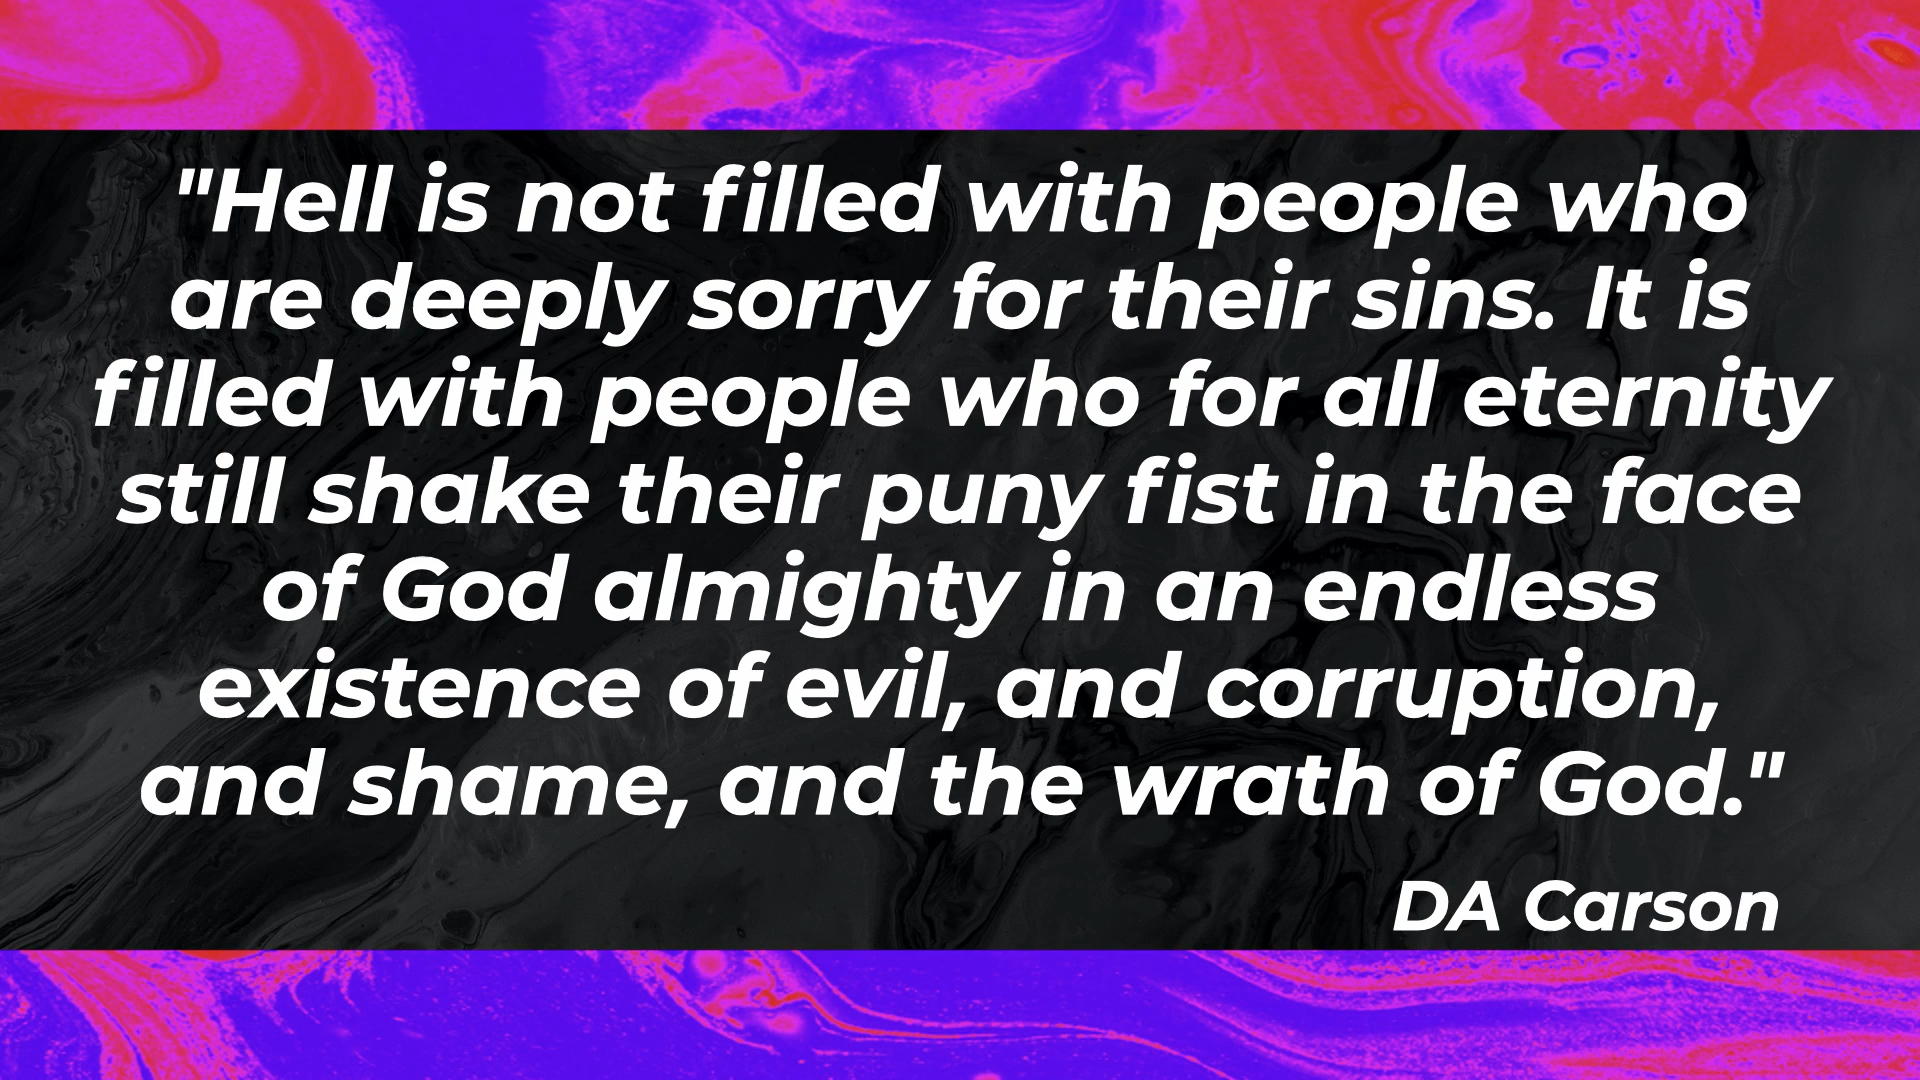 "Hell is not filled with people who
are deeply sorry for their sins. It is
filled with people who for all eternity
still shake their puny fist in the face
of God almighty in an endless
existence of evil, and corruption,
and shame, and the wrath of God."
DA Carson